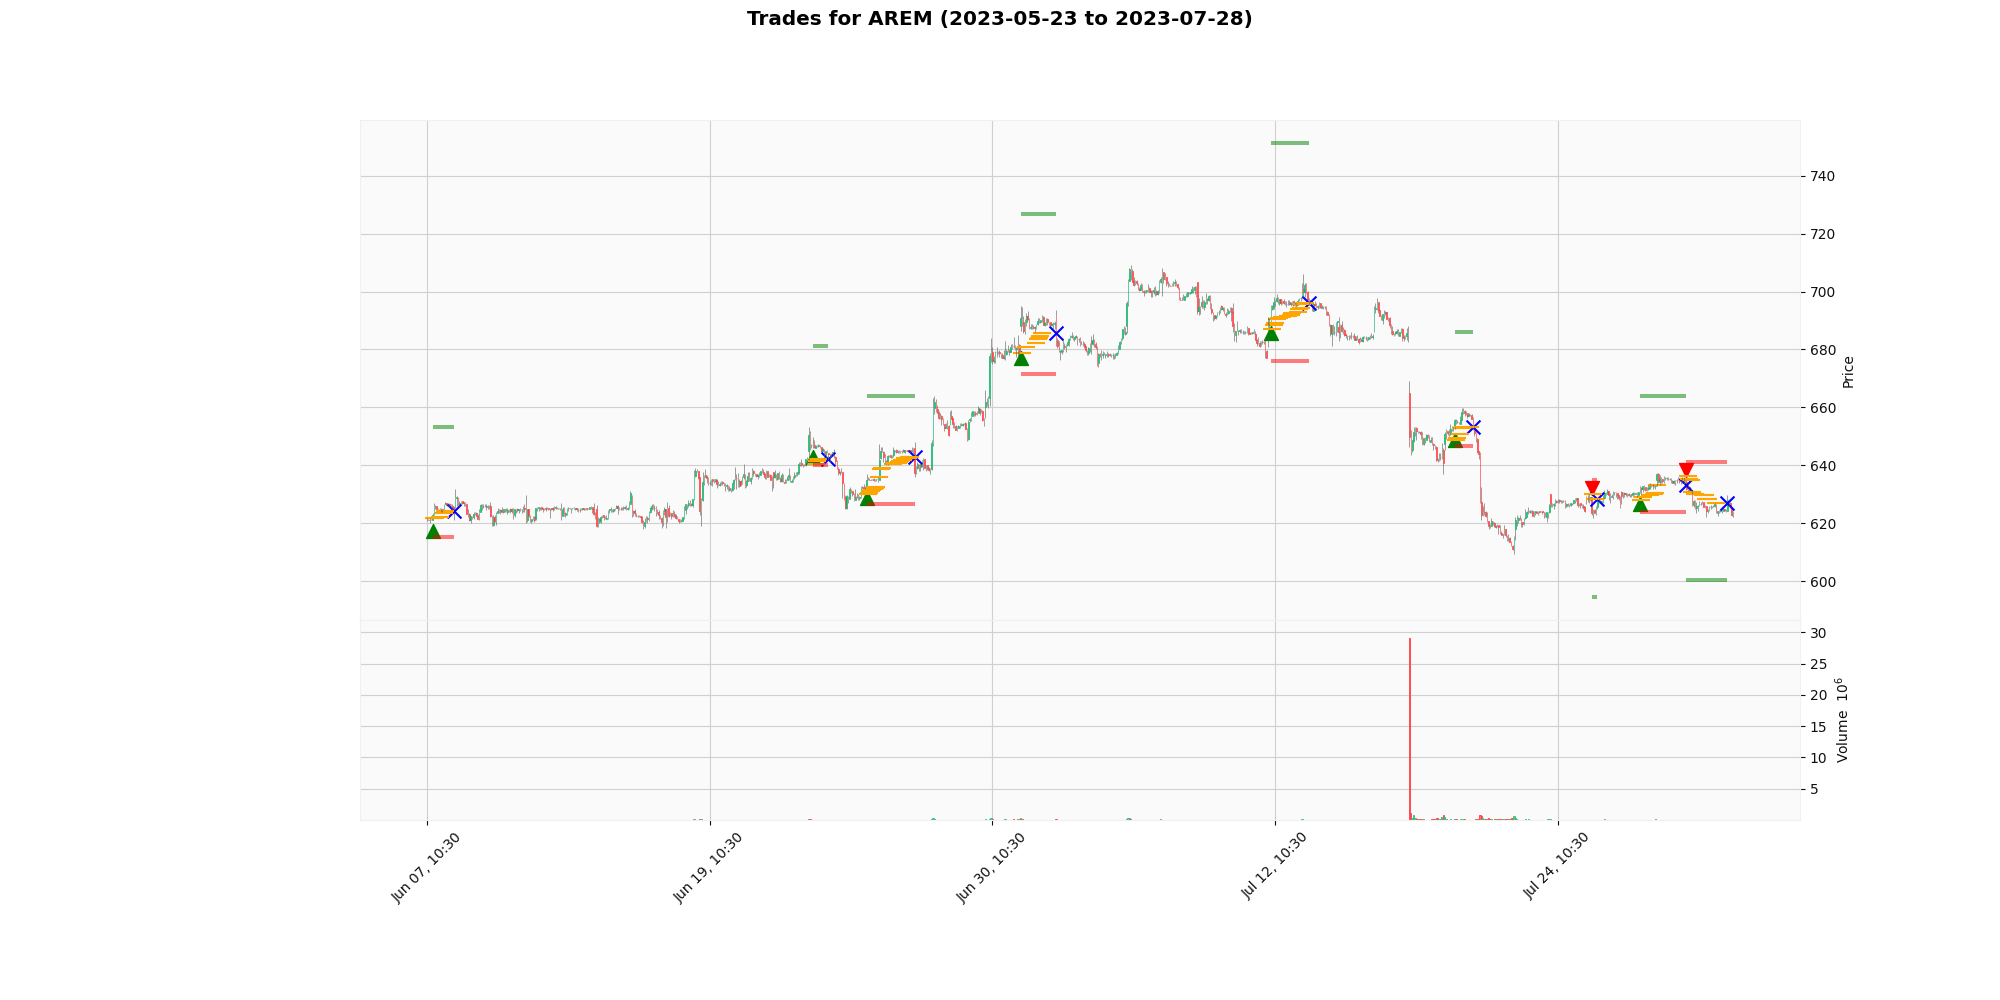 Trades for AREM (2023-05-23 to 2023-07-28)
740
720
700
680
660
640
620
600
Price
30
25
20
15
10
5
Volume 10^6
Jun 07, 10:30
Jun 19, 10:30
Jun 30, 10:30
Jul 12, 10:30
Jul 24, 10:30